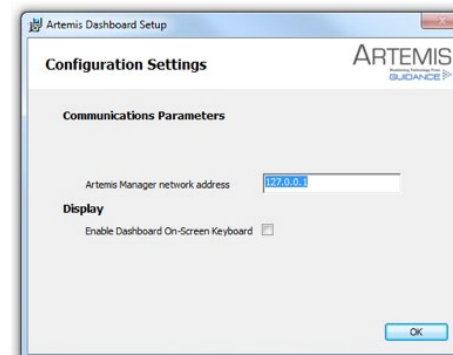 Artemis Dashboard Setup
Configuration Settings
ARTEMIS
GUIDANCE
Communications Parameters
Artemis Manager network address
127.0.0.1
Display
Enable Dashboard On-Screen Keyboard
OK